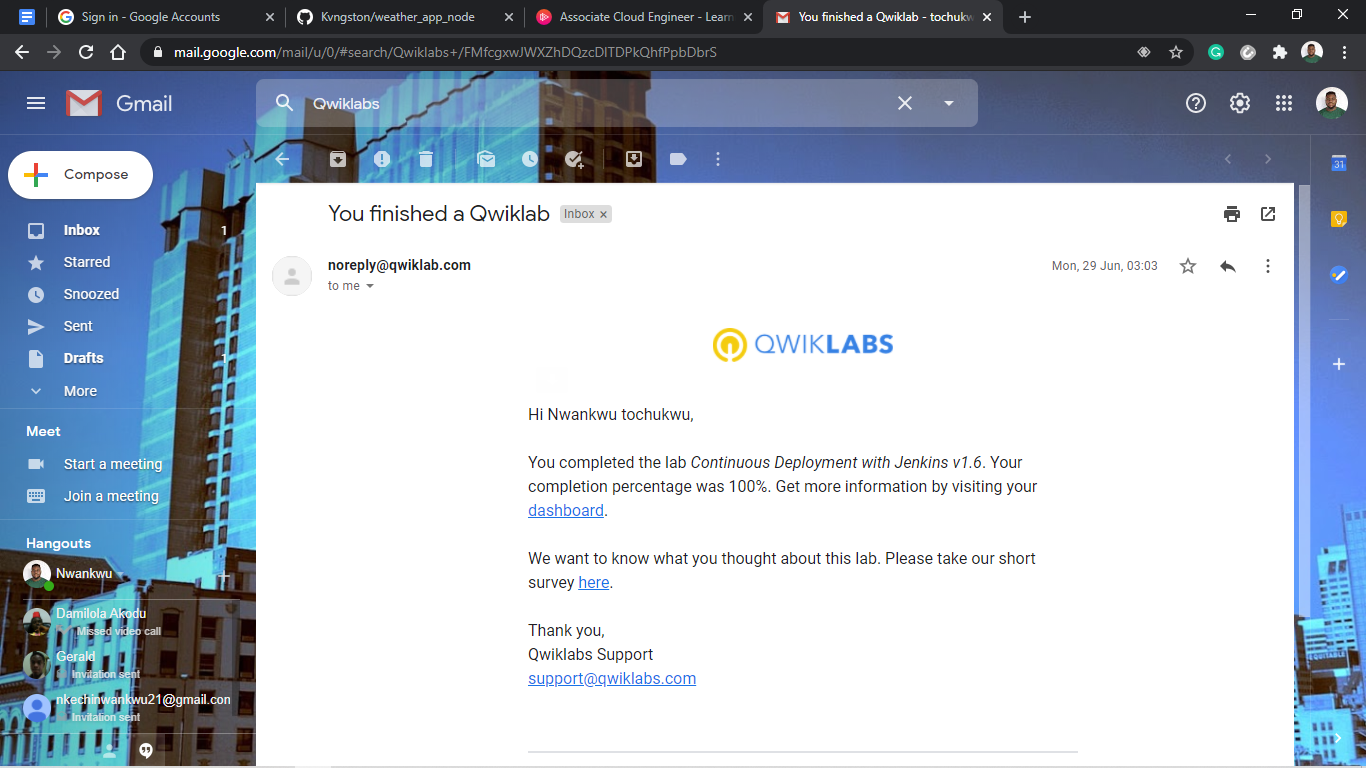 Sign in - Google Accounts
Kvngston/weather_app_node
Associate Cloud Engineer - Learn
You finished a Qwiklab - tochukw
mail.google.com/mail/u/0/#search/Qwiklabs+/FMfcgxwJWXZhDQzcDlTDPkQhfPpbDbrS
Gmail
Qwiklabs
Compose
Inbox 1
Starred
Snoozed
Sent
Drafts 1
More
Meet
Start a meeting
Join a meeting
Hangouts
Nwankwu
Damilola Akodu
Missed video call
Gerald
Invitation sent
nkechinwankwu21@gmail.con
Invitation sent
You finished a Qwiklab Inbox x
noreply@qwiklab.com
Mon, 29 Jun, 03:03
to me
QWIKLABS
Hi Nwankwu tochukwu,
You completed the lab Continuous Deployment with Jenkins v1.6. Your
completion percentage was 100%. Get more information by visiting your
dashboard.
We want to know what you thought about this lab. Please take our short
survey here.
Thank you,
Qwiklabs Support
support@qwiklabs.com
31